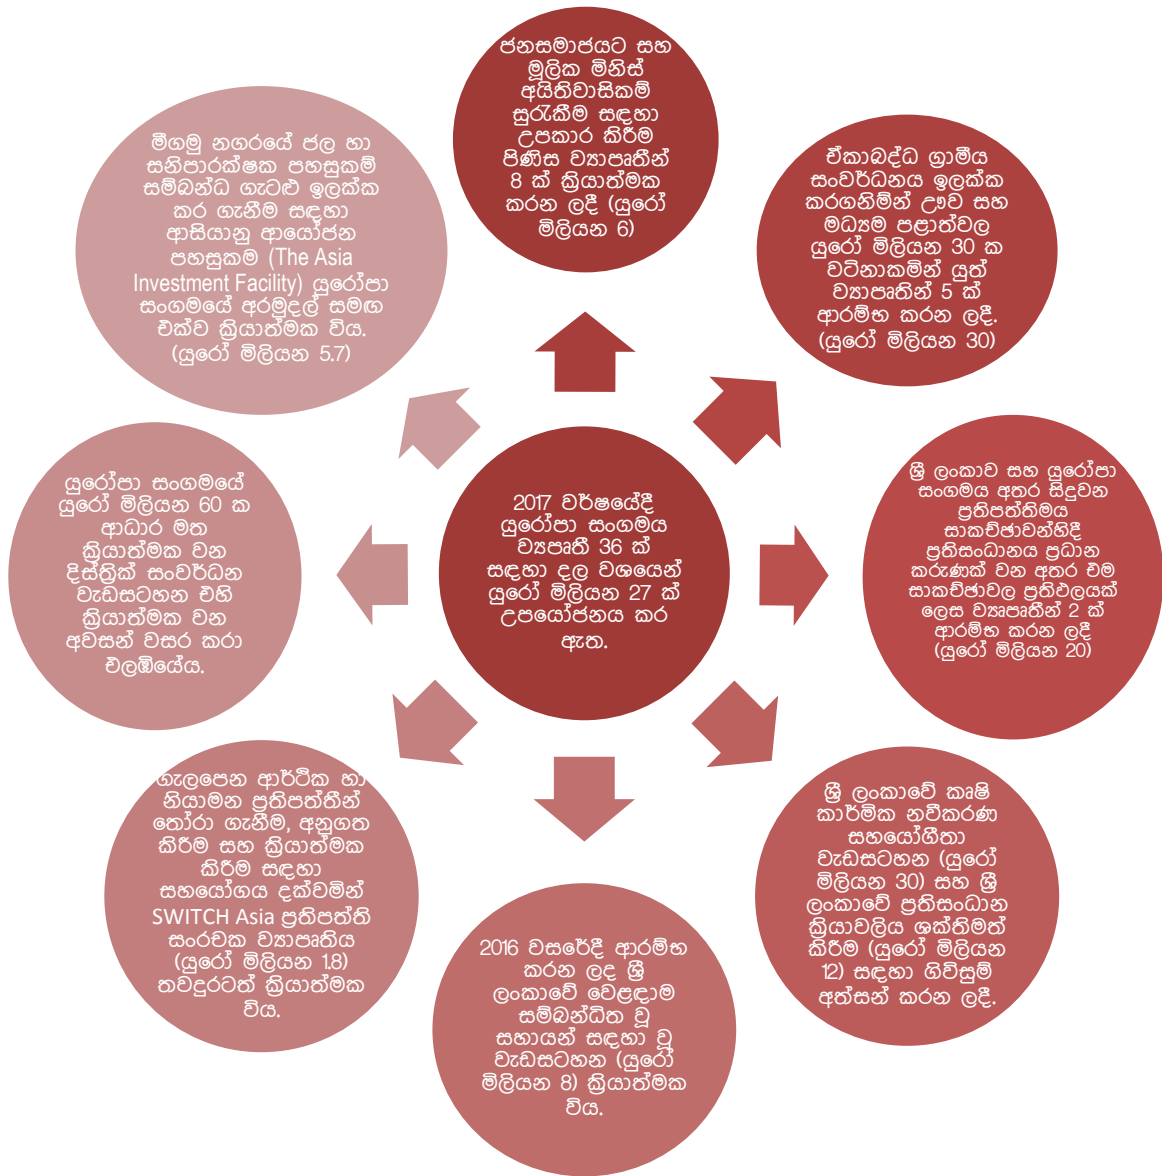 ජනසමාජයට සහ
මූලික මිනිස්
අයිතිවාසිකම්
සුරැකීම සඳහා
උපකාර කිරීම
පිණිස ව්‍යාපෘතීන්
8 ක් ක්‍රියාත්මක
කරන ලදී (යුරෝ
මිලියන 6)
ඒකාබද්ධ ග්‍රාමීය
සංවර්ධනය ඉලක්ක
කරගනිමින් ඌව සහ
මධ්‍යම පළාත්වල
යුරෝ මිලියන 30 ක
වටිනාකමින් යුත්
ව්‍යාපෘතින් 5 ක්
ආරම්භ කරන ලදී.
(යුරෝ මිලියන 30)
ශ්‍රී ලංකාව සහ යුරෝපා
සංගමය අතර සිදුවන
ප්‍රතිපත්තිමය
සාකච්ඡාවන්හිදී
ප්‍රතිසංධානය ප්‍රධාන
කරුණක් වන අතර එම
සාකච්ඡාවල ප්‍රතිඵලයක්
ලෙස ව්‍යාපෘතීන් 2 ක්
ආරම්භ කරන ලදී
(යුරෝ මිලියන 20)
ශ්‍රී ලංකාවේ කෘෂි
කාර්මික නවීකරණ
සහයෝගීතා
වැඩසටහන (යුරෝ
මිලියන 30) සහ ශ්‍රී
ලංකාවේ ප්‍රතිසංධාන
ක්‍රියාවලිය ශක්තිමත්
කිරීම (යුරෝ මිලියන
12) සඳහා ගිවිසුම්
අත්සන් කරන ලදී.
2016 වසරේදී ආරම්භ
කරන ලද ශ්‍රී
ලංකාවේ වෙළඳාම
සම්බන්ධිත වූ
සහායන් සඳහා වූ
වැඩසටහන (යුරෝ
මිලියන 8) ක්‍රියාත්මක
විය.
ගැලපෙන ආර්ථික හා
නියාමන ප්‍රතිපත්තීන්
තෝරා ගැනීම, අනුගත
කිරීම සහ ක්‍රියාත්මක
කිරීම සඳහා
සහයෝගය දක්වමින්
SWITCH Asia ප්‍රතිපත්ති
සංරචක ව්‍යාපෘතිය
(යුරෝ මිලියන 1.8)
තවදුරටත් ක්‍රියාත්මක
විය.
යුරෝපා සංගමයේ
යුරෝ මිලියන 60 ක
ආධාර මත
ක්‍රියාත්මක වන
දිස්ත්‍රික් සංවර්ධන
වැඩසටහන එහි
ක්‍රියාත්මක වන
අවසන් වසර කරා
එලඹියේය.
මීගමු නගරයේ ජල හා
සනිපාරක්ෂක පහසුකම්
සම්බන්ධ ගැටළු ඉලක්ක
කර ගැනීම සඳහා
ආසියානු ආයෝජන
පහසුකම (The Asia
Investment Facility) යුරෝපා
සංගමයේ අරමුදල් සමඟ
එක්ව ක්‍රියාත්මක විය.
(යුරෝ මිලියන 5.7)
2017 වර්ෂයේදී
යුරෝපා සංගමය
ව්‍යපෘතී 36 ක්
සඳහා දල වශයෙන්
යුරෝ මිලියන 27 ක්
උපයෝජනය කර
ඇත.